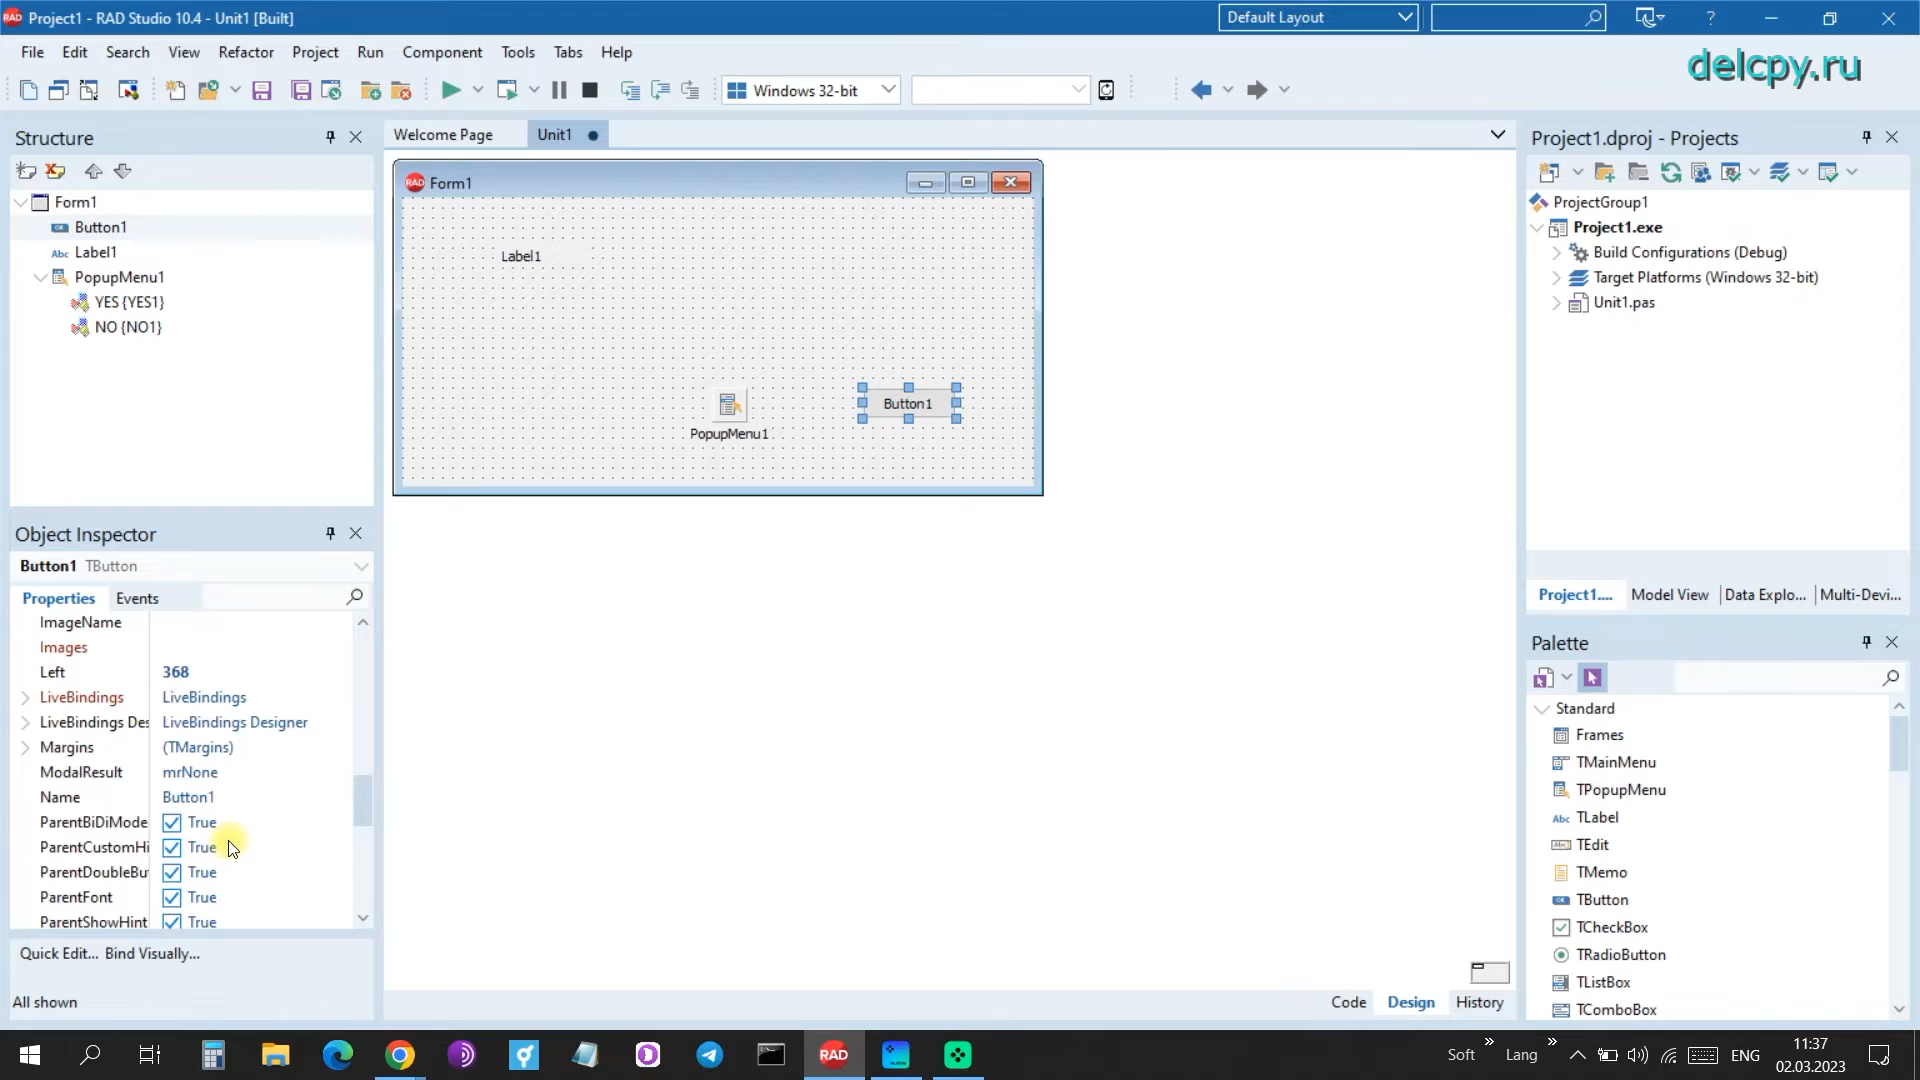 Project1 - RAD Studio 10.4 - Unit1 [Built]
Default Layout
?
File Edit Search View Refactor Project Run Component Tools Tabs Help
delcpy.ru
Windows 32-bit
Structure
Welcome Page
Unit1
Project1.dproj - Projects
Form1
Button1
Abc Label1
PopupMenu1
YES {YES1}
NO {NO1}
RAD Form1
Label1
PopupMenu1
Button1
ProjectGroup1
Project1.exe
Build Configurations (Debug)
Target Platforms (Windows 32-bit)
Unit1.pas
Object Inspector
Button1 TButton
Properties Events
ImageName
Images
Left 368
LiveBindings LiveBindings
LiveBindings Des LiveBindings Designer
Margins (TMargins)
ModalResult mrNone
Name Button1
ParentBiDiMode True
ParentCustomHi True
ParentDoubleBu True
ParentFont True
ParentShowHint True
Quick Edit... Bind Visually...
All shown
Project1.... Model View Data Explo... Multi-Devi...
Palette
Standard
Frames
TMainMenu
TPopupMenu
Abc TLabel
TEdit
TMemo
TButton
TCheckBox
TRadioButton
TListBox
TComboBox
Code Design History
RAD
Soft » Lang » ENG
11:37
02.03.2023